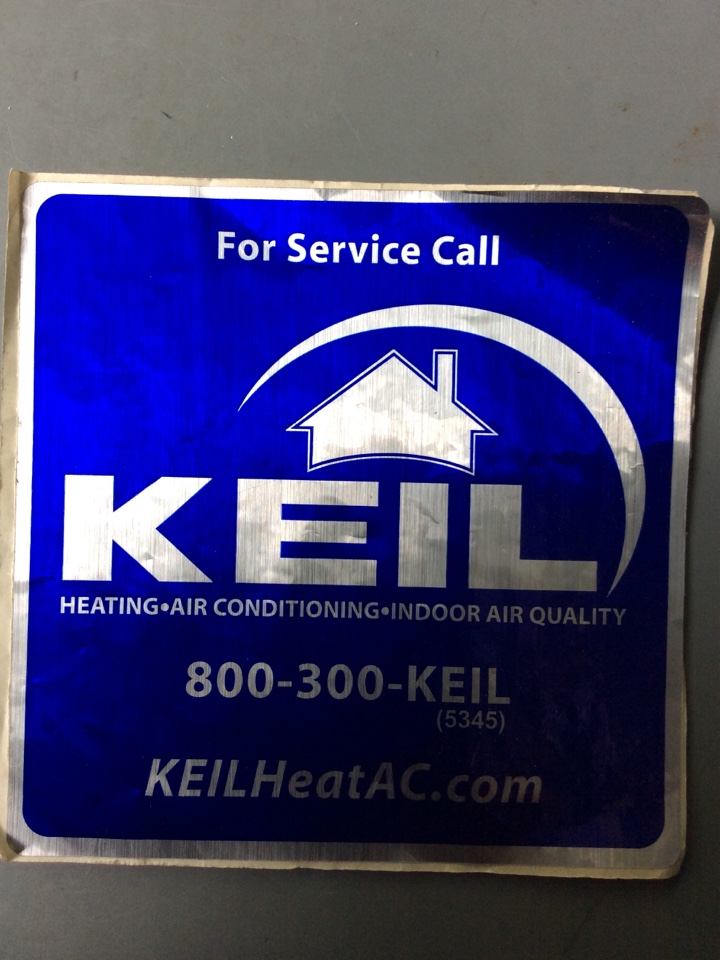 For Service Call
KEIL
HEATING•AIR CONDITIONING•INDOOR AIR QUALITY
800-300-KEIL
(5345)
KEILHeatAC.com